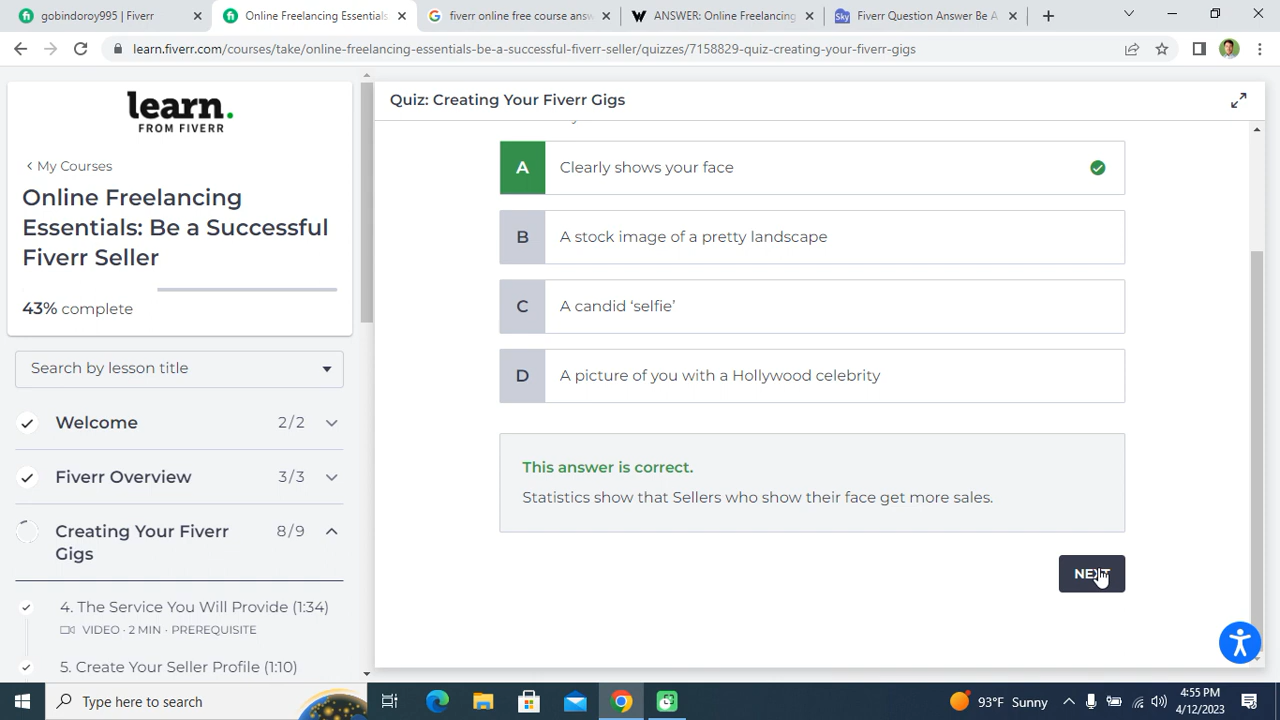 gobindoroy995 | Fiverr
Online Freelancing Essentials
fiverr online free course answ
ANSWER: Online Freelancing
Sky
Fiverr Question Answer Be A
learn.fiverr.com/courses/take/online-freelancing-essentials-be-a-successful-fiverr-seller/quizzes/7158829-quiz-creating-your-fiverr-gigs
learn.
FROM FIVERR
My Courses
Online Freelancing
Essentials: Be a Successful
Fiverr Seller
43% complete
Search by lesson title
Welcome 2/2
Fiverr Overview 3/3
Creating Your Fiverr 8/9
Gigs
4. The Service You Will Provide (1:34)
VIDEO · 2 MIN · PREREQUISITE
5. Create Your Seller Profile (1:10)
Quiz: Creating Your Fiverr Gigs
A Clearly shows your face
B A stock image of a pretty landscape
C A candid ‘selfie’
D A picture of you with a Hollywood celebrity
This answer is correct.
Statistics show that Sellers who show their face get more sales.
NEXT
Type here to search
93°F Sunny
4:55 PM
4/12/2023